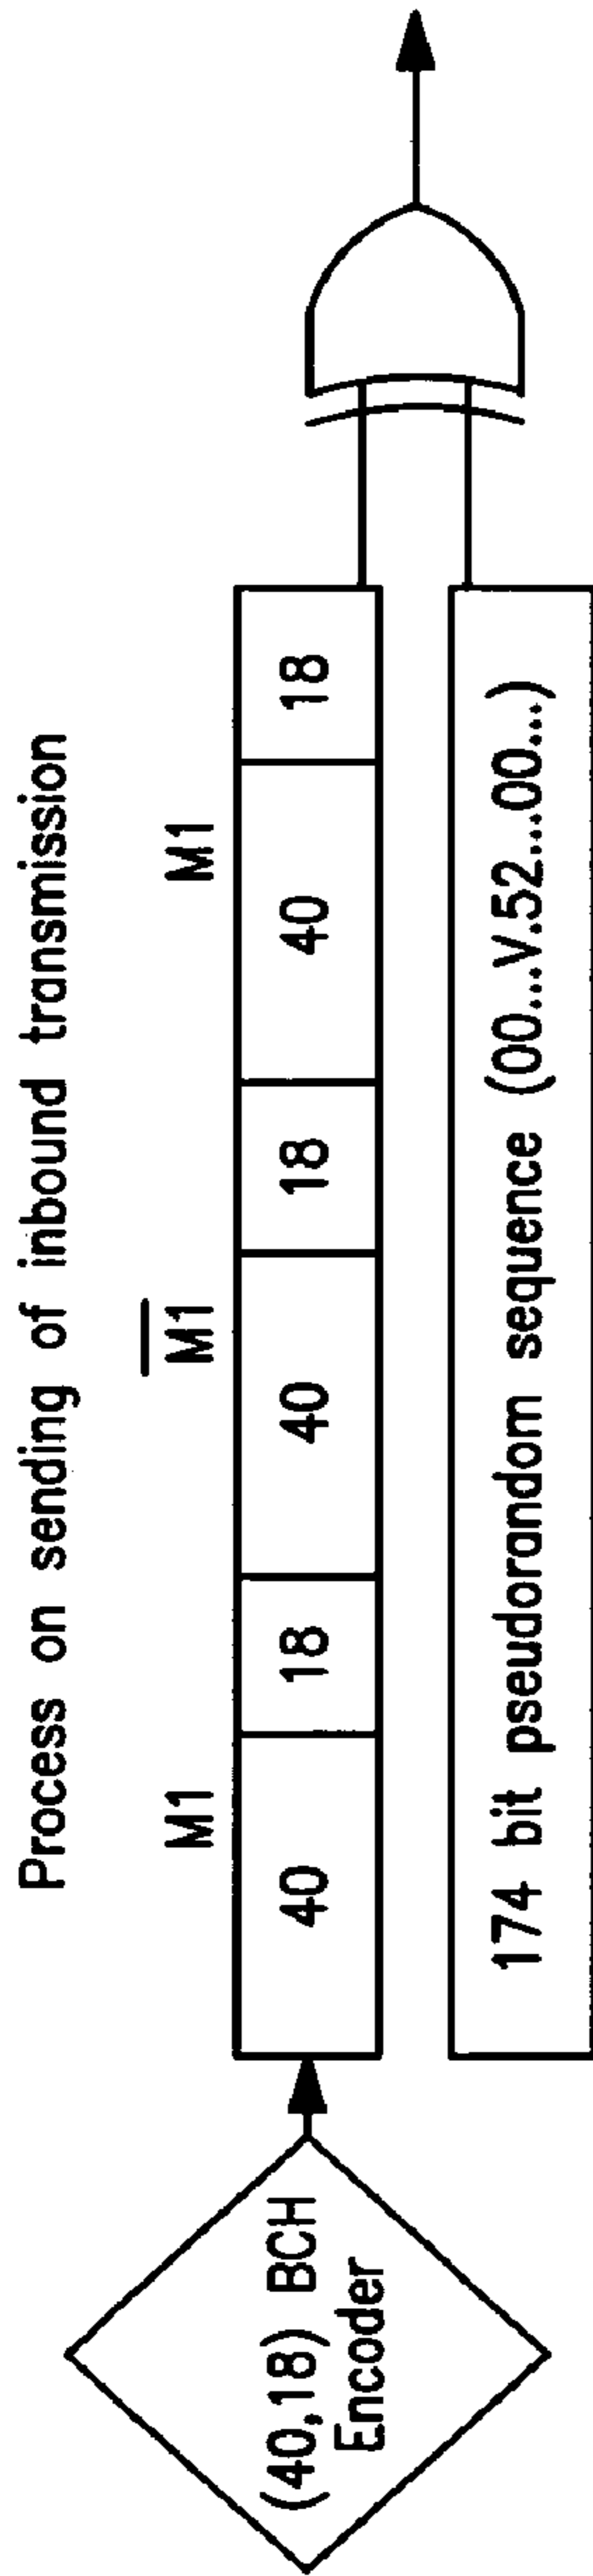 Process on sending of inbound transmission
(40,18) BCH
Encoder
M1
M1
M1
40
18
40
18
40
18
174 bit pseudorandom sequence (00...V.52...00...)